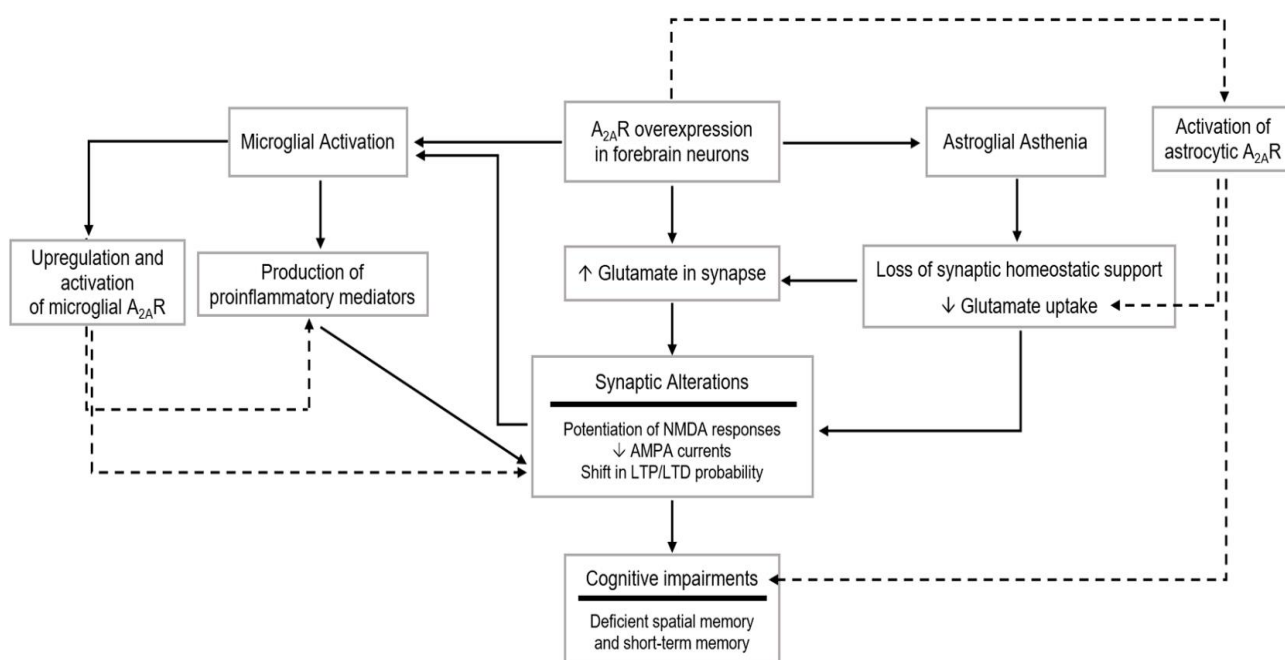 Microglial Activation
A2AR overexpression
in forebrain neurons
Astroglial Asthenia
Activation of
astrocytic A2AR
Upregulation and
activation
of microglial A2AR
Production of
proinflammatory mediators
↑ Glutamate in synapse
Loss of synaptic homeostatic support
↓ Glutamate uptake
Synaptic Alterations
Potentiation of NMDA responses
↓ AMPA currents
Shift in LTP/LTD probability
Cognitive impairments
Deficient spatial memory
and short-term memory